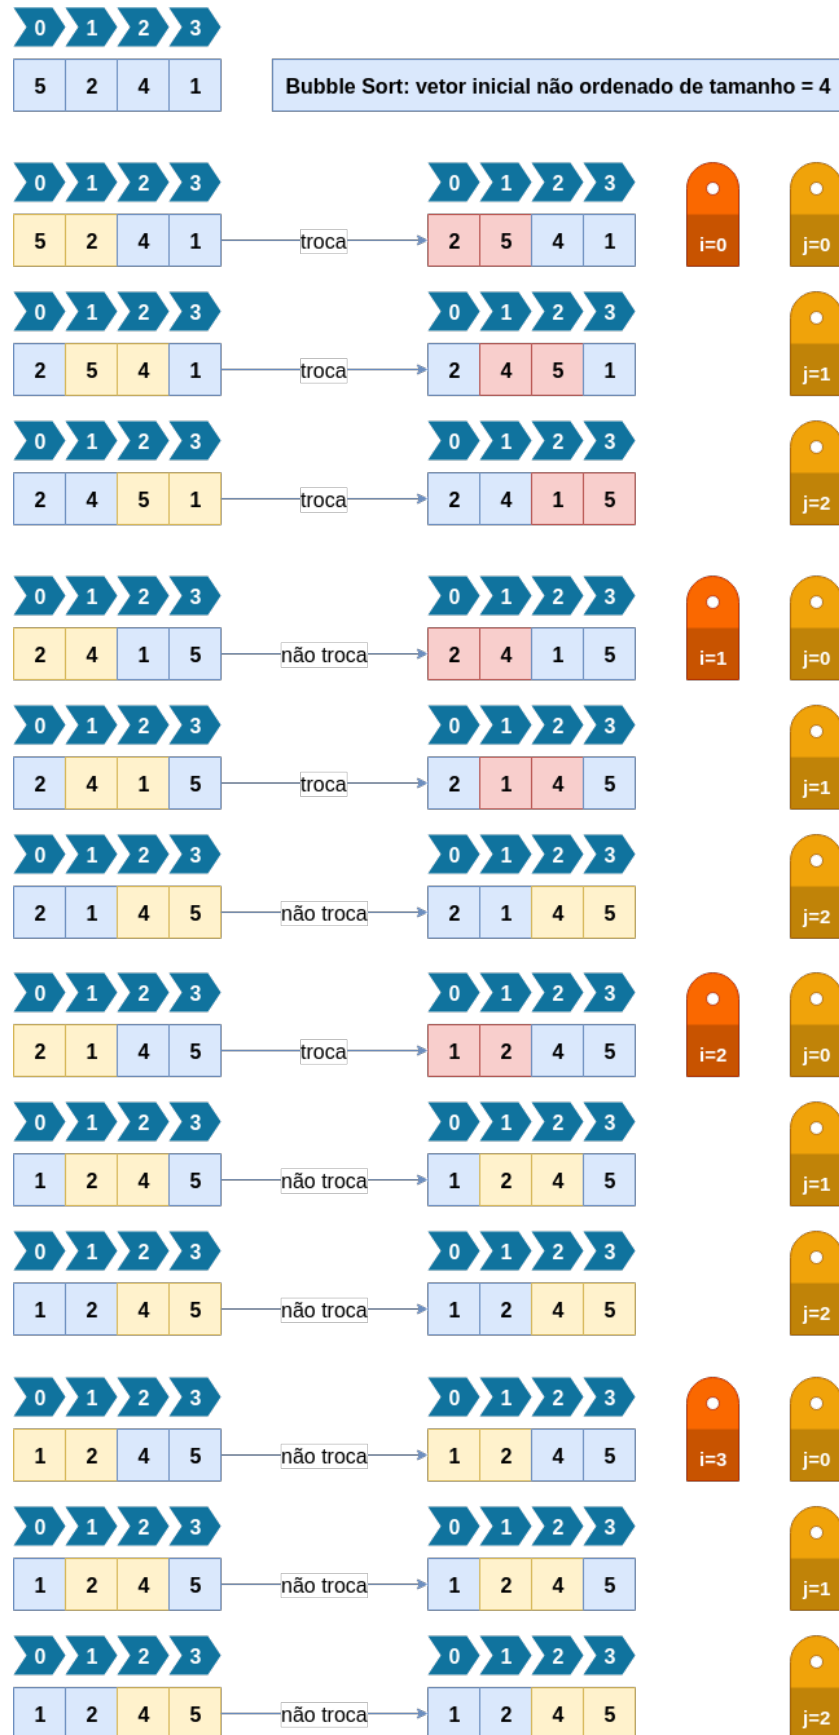 0 1 2 3
5 2 4 1
Bubble Sort: vetor inicial não ordenado de tamanho = 4
0 1 2 3 0 1 2 3
5 2 4 1 troca 2 5 4 1 i=0 j=0
0 1 2 3 0 1 2 3
2 5 4 1 troca 2 4 5 1 j=1
0 1 2 3 0 1 2 3
2 4 5 1 troca 2 4 1 5 j=2
0 1 2 3 0 1 2 3
2 4 1 5 não troca 2 4 1 5 i=1 j=0
0 1 2 3 0 1 2 3
2 4 1 5 troca 2 1 4 5 j=1
0 1 2 3 0 1 2 3
2 1 4 5 não troca 2 1 4 5 j=2
0 1 2 3 0 1 2 3
2 1 4 5 troca 1 2 4 5 i=2 j=0
0 1 2 3 0 1 2 3
1 2 4 5 não troca 1 2 4 5 j=1
0 1 2 3 0 1 2 3
1 2 4 5 não troca 1 2 4 5 j=2
0 1 2 3 0 1 2 3
1 2 4 5 não troca 1 2 4 5 i=3 j=0
0 1 2 3 0 1 2 3
1 2 4 5 não troca 1 2 4 5 j=1
0 1 2 3 0 1 2 3
1 2 4 5 não troca 1 2 4 5 j=2